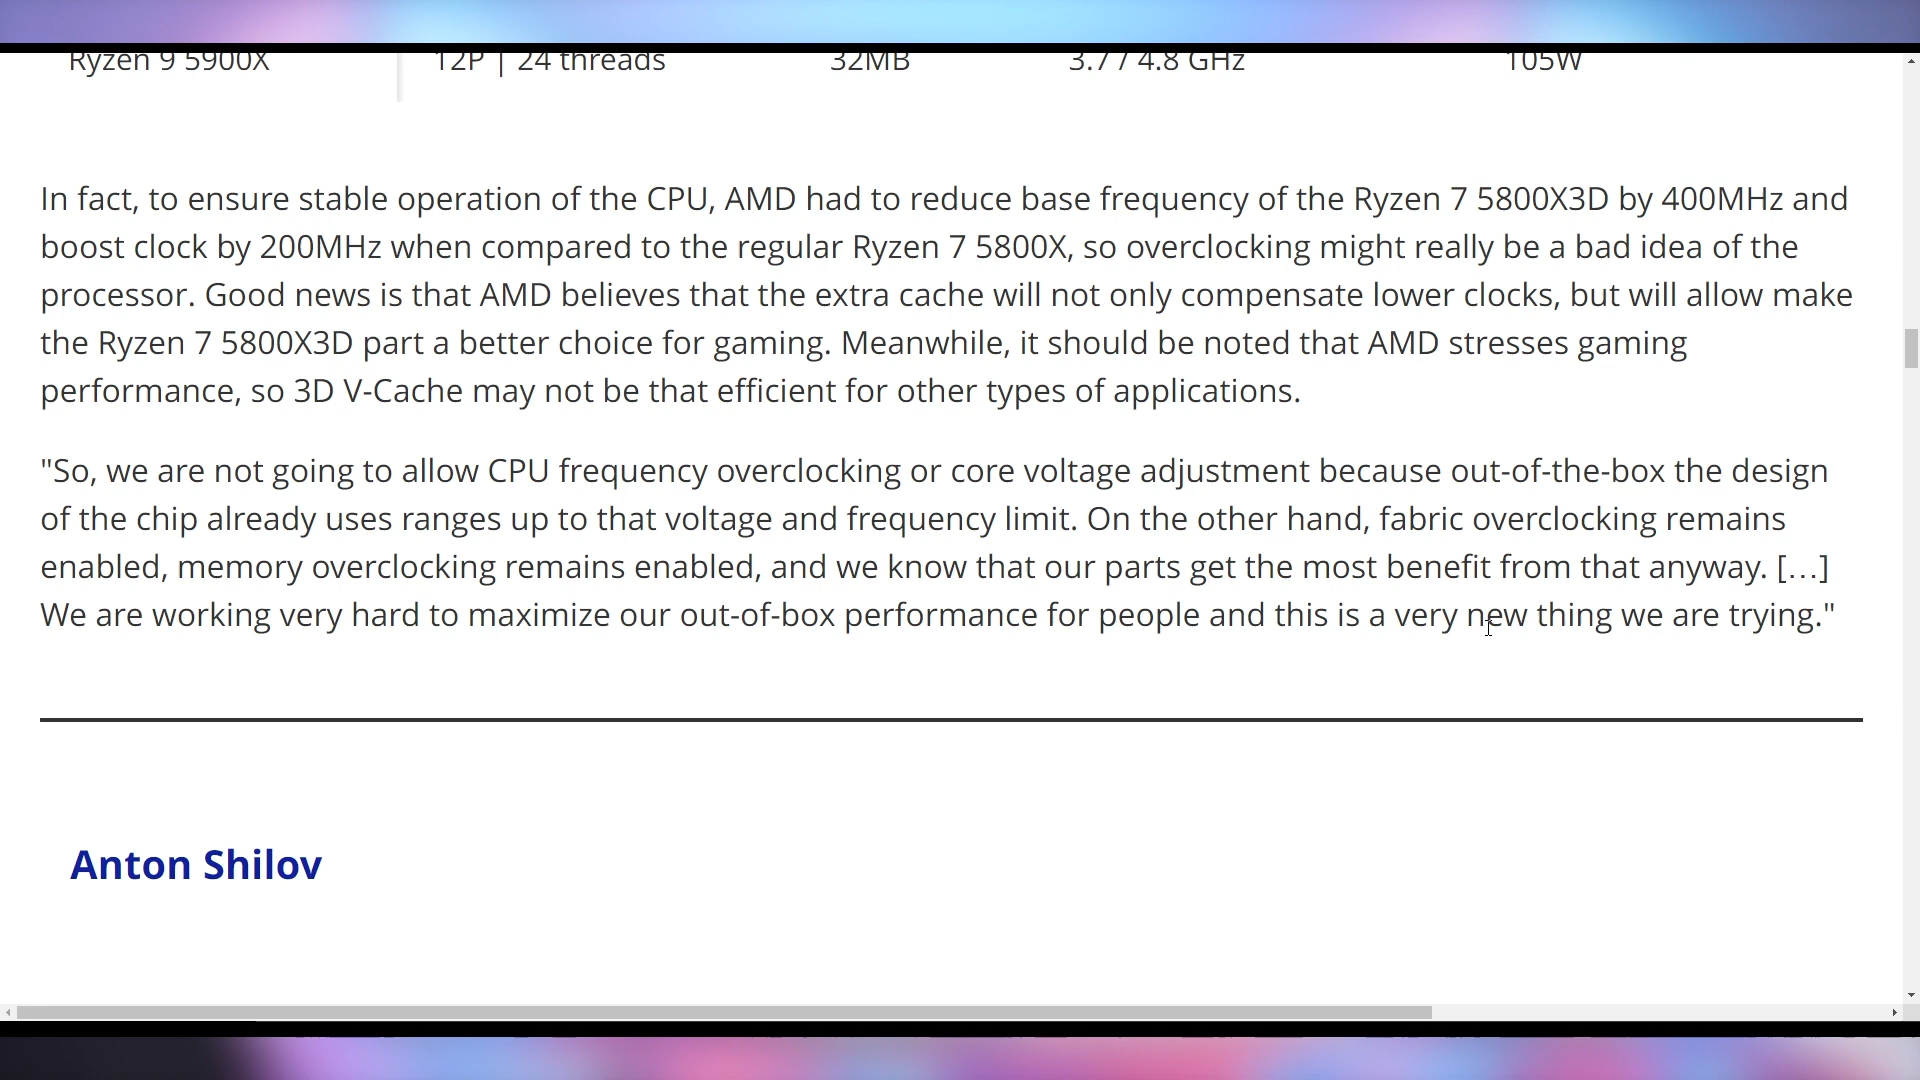 Ryzen 9 5900X 12P | 24 threads 32MB 3.7 / 4.8 GHz 105W
In fact, to ensure stable operation of the CPU, AMD had to reduce base frequency of the Ryzen 7 5800X3D by 400MHz and
boost clock by 200MHz when compared to the regular Ryzen 7 5800X, so overclocking might really be a bad idea of the
processor. Good news is that AMD believes that the extra cache will not only compensate lower clocks, but will allow make
the Ryzen 7 5800X3D part a better choice for gaming. Meanwhile, it should be noted that AMD stresses gaming
performance, so 3D V-Cache may not be that efficient for other types of applications.
"So, we are not going to allow CPU frequency overclocking or core voltage adjustment because out-of-the-box the design
of the chip already uses ranges up to that voltage and frequency limit. On the other hand, fabric overclocking remains
enabled, memory overclocking remains enabled, and we know that our parts get the most benefit from that anyway. [...]
We are working very hard to maximize our out-of-box performance for people and this is a very new thing we are trying."
Anton Shilov